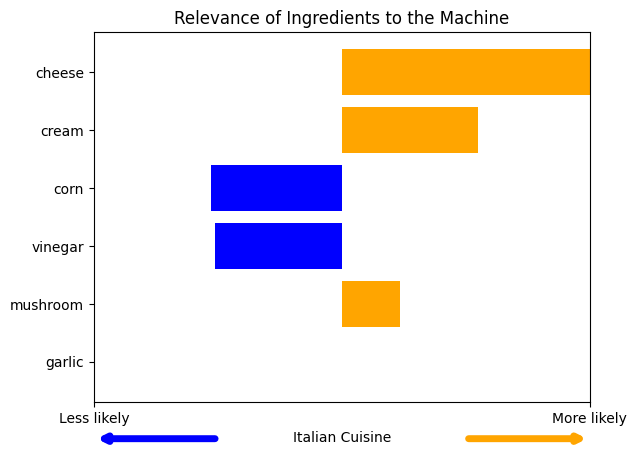 Relevance of Ingredients to the Machine
cheese
cream
corn
vinegar
mushroom
garlic
Less likely
More likely
Italian Cuisine